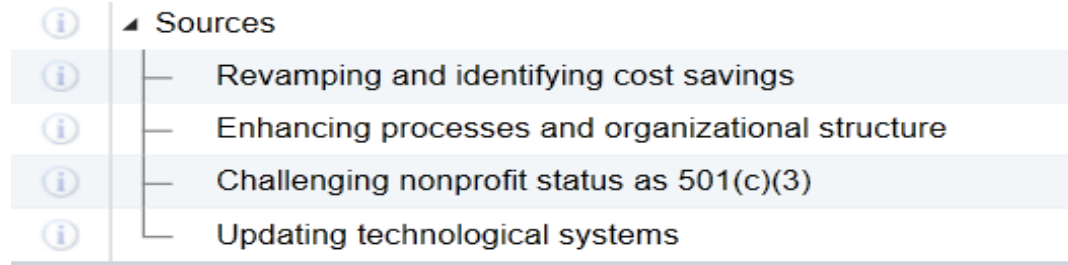 Sources
Revamping and identifying cost savings
Enhancing processes and organizational structure
Challenging nonprofit status as 501(c)(3)
Updating technological systems